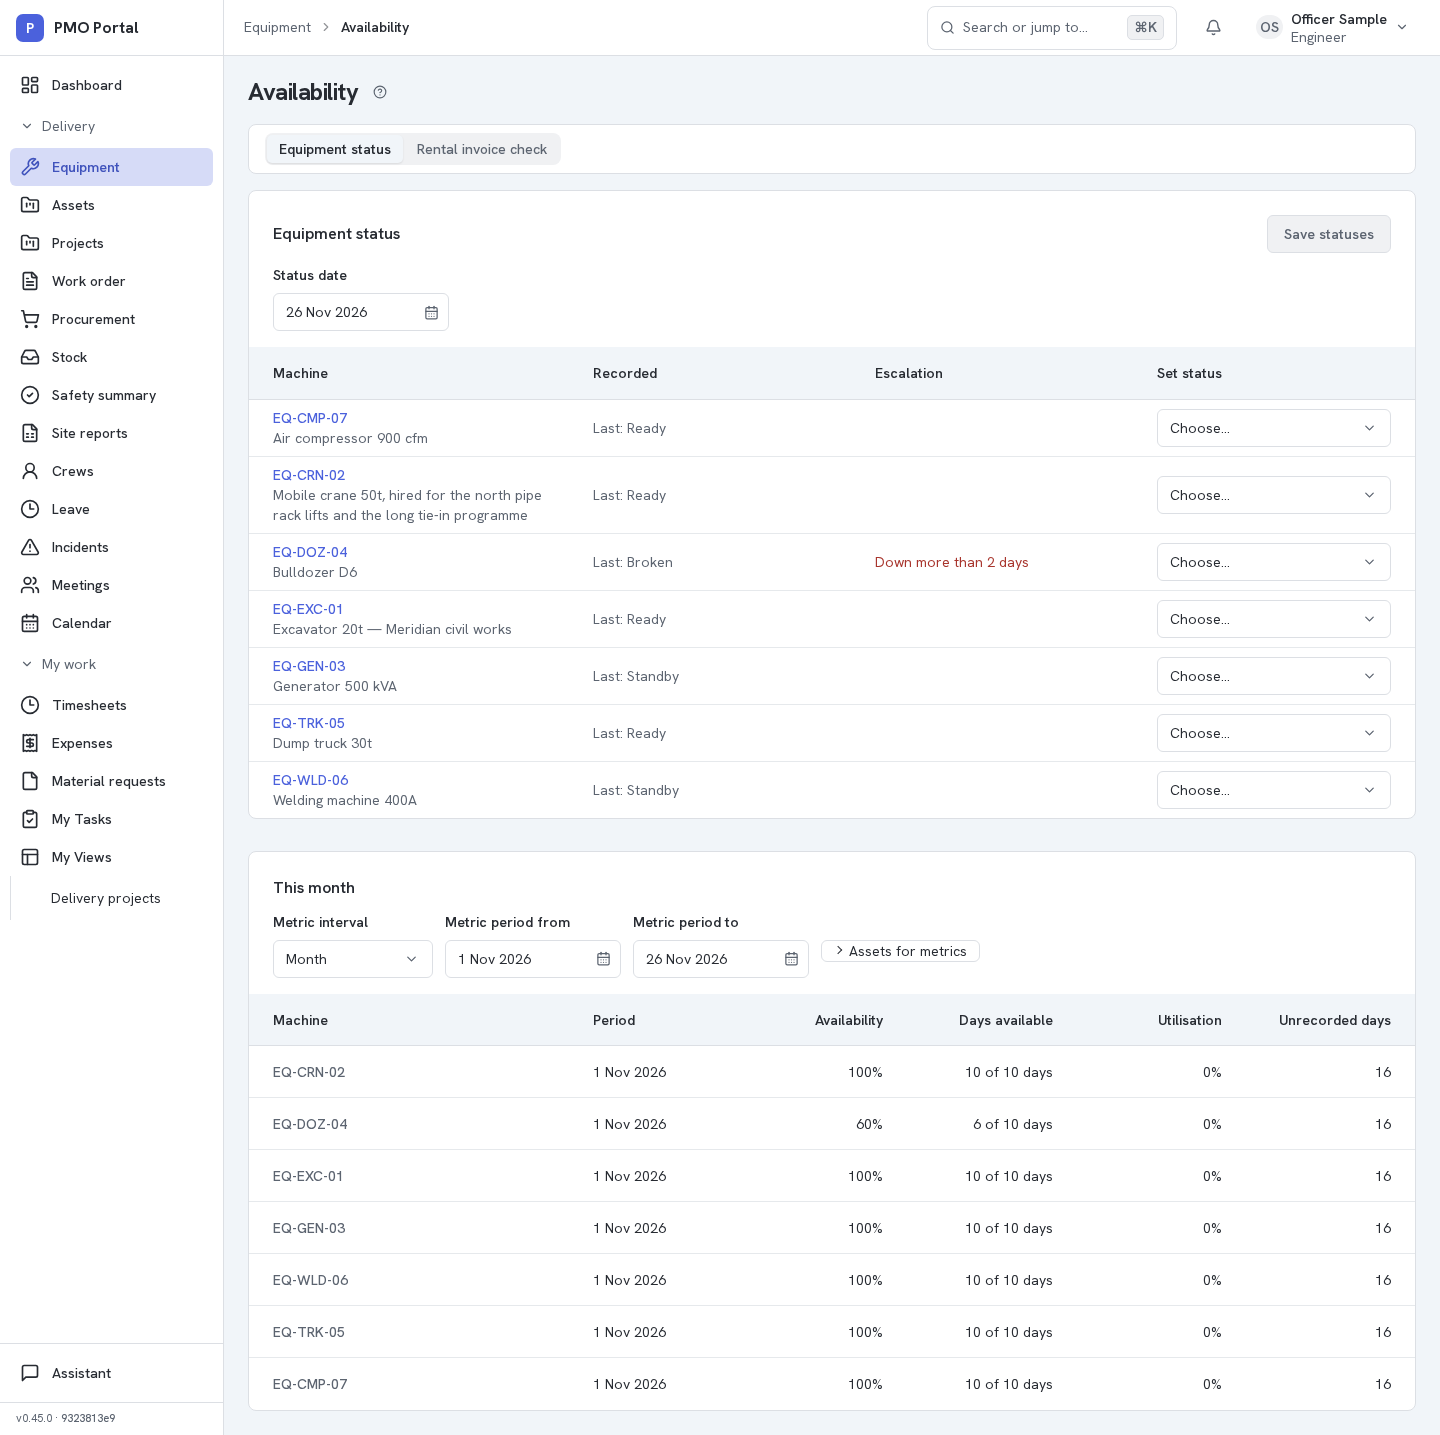 P PMO Portal
Equipment > Availability
Search or jump to... ⌘K
OS Officer Sample
Engineer
Dashboard
Delivery
Equipment
Assets
Projects
Work order
Procurement
Stock
Safety summary
Site reports
Crews
Leave
Incidents
Meetings
Calendar
My work
Timesheets
Expenses
Material requests
My Tasks
My Views
Delivery projects
Assistant
v0.45.0 · 9323813e9
Availability
Equipment status Rental invoice check
Equipment status Save statuses
Status date
26 Nov 2026
Machine Recorded Escalation Set status
EQ-CMP-07
Air compressor 900 cfm
Last: Ready Choose...
EQ-CRN-02
Mobile crane 50t, hired for the north pipe
rack lifts and the long tie-in programme
Last: Ready Choose...
EQ-DOZ-04
Bulldozer D6
Last: Broken Down more than 2 days Choose...
EQ-EXC-01
Excavator 20t — Meridian civil works
Last: Ready Choose...
EQ-GEN-03
Generator 500 kVA
Last: Standby Choose...
EQ-TRK-05
Dump truck 30t
Last: Ready Choose...
EQ-WLD-06
Welding machine 400A
Last: Standby Choose...
This month
Metric interval Metric period from Metric period to
Month 1 Nov 2026 26 Nov 2026 > Assets for metrics
Machine Period Availability Days available Utilisation Unrecorded days
EQ-CRN-02 1 Nov 2026 100% 10 of 10 days 0% 16
EQ-DOZ-04 1 Nov 2026 60% 6 of 10 days 0% 16
EQ-EXC-01 1 Nov 2026 100% 10 of 10 days 0% 16
EQ-GEN-03 1 Nov 2026 100% 10 of 10 days 0% 16
EQ-WLD-06 1 Nov 2026 100% 10 of 10 days 0% 16
EQ-TRK-05 1 Nov 2026 100% 10 of 10 days 0% 16
EQ-CMP-07 1 Nov 2026 100% 10 of 10 days 0% 16